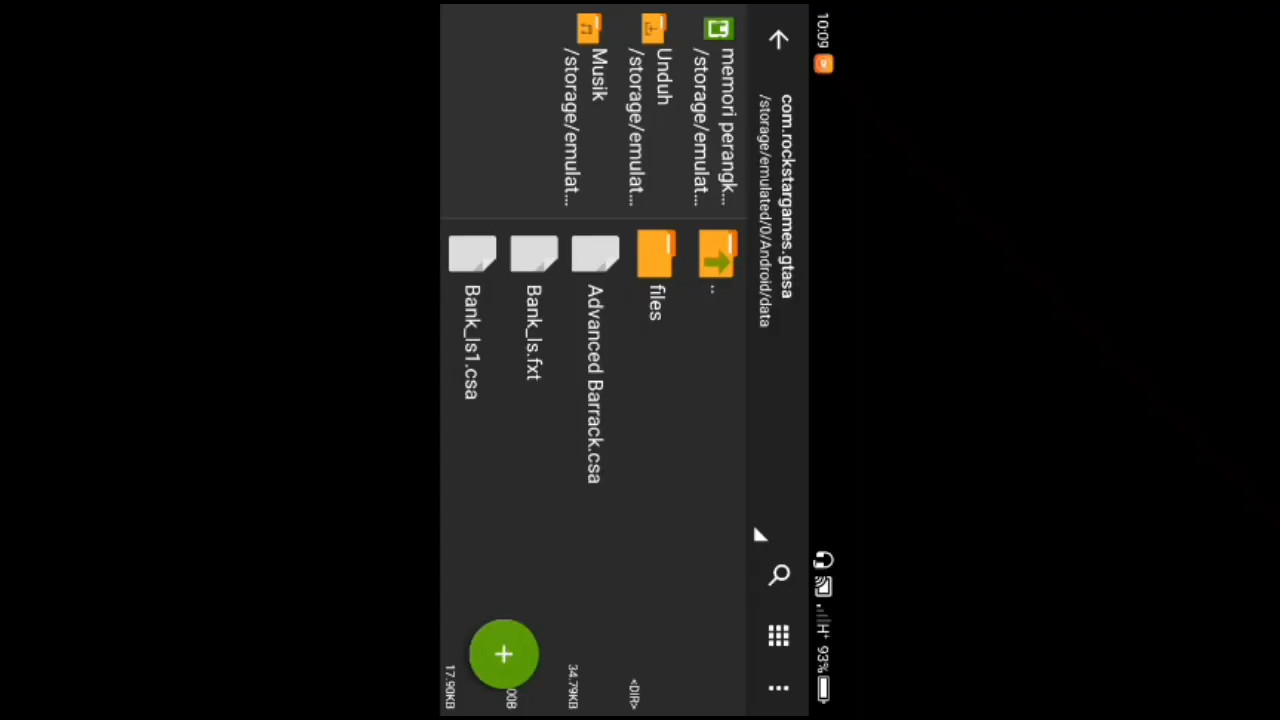 10:09
H+ 93%
com.rockstargames.gtasa
/storage/emulated/0/Android/data
memori perangk...
/storage/emulat...
Unduh
/storage/emulat...
Musik
/storage/emulat...
..
files
<DIR>
Advanced Barrack.csa
34.79KB
Bank_ls.fxt
Bank_ls1.csa
17.90KB